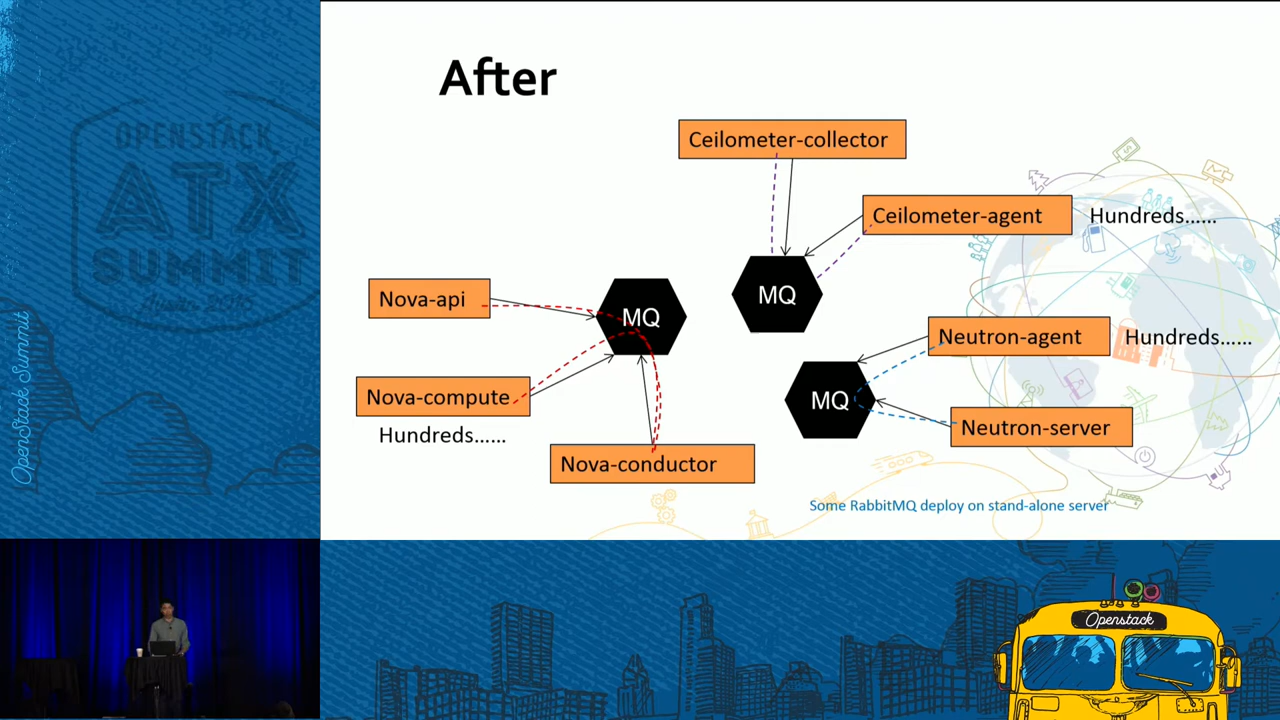 OPENSTACK
ATX
SUMMIT
OpenStack Summit
After
Ceilometer-collector
Ceilometer-agent
Hundreds......
MQ
Nova-api
MQ
Neutron-agent
Hundreds......
Nova-compute
MQ
Hundreds......
Neutron-server
Nova-conductor
Some RabbitMQ deploy on stand-alone server
Openstack